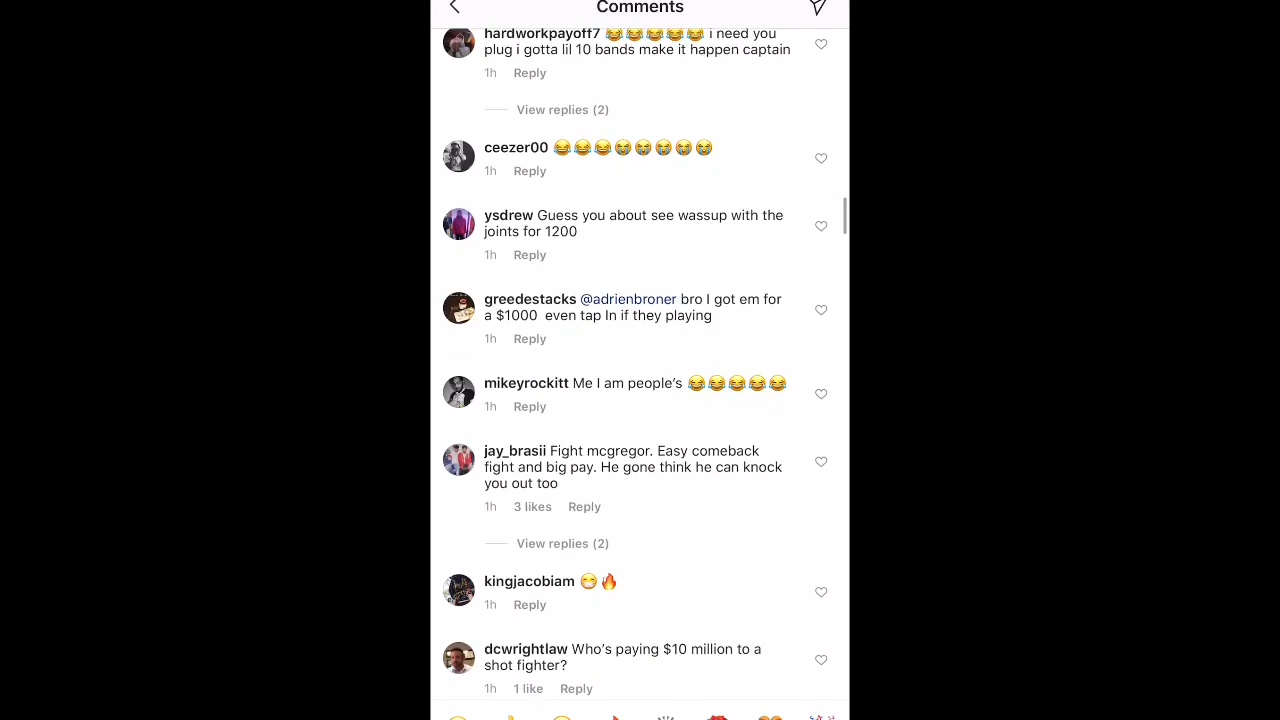 Comments
hardworkpayoff7 😂😂😂😂😂 i need you
plug i gotta lil 10 bands make it happen captain
1h Reply
View replies (2)
ceezer00 😂😂😂😭😭😭😭😭
1h Reply
ysdrew Guess you about see wassup with the
joints for 1200
1h Reply
greedestacks @adrienbroner bro I got em for
a $1000 even tap In if they playing
1h Reply
mikeyrockitt Me I am people’s 😂😂😂😂😂
1h Reply
jay_brasii Fight mcgregor. Easy comeback
fight and big pay. He gone think he can knock
you out too
1h 3 likes Reply
View replies (2)
kingjacobiam 😷🔥
1h Reply
dcwrightlaw Who’s paying $10 million to a
shot fighter?
1h 1 like Reply